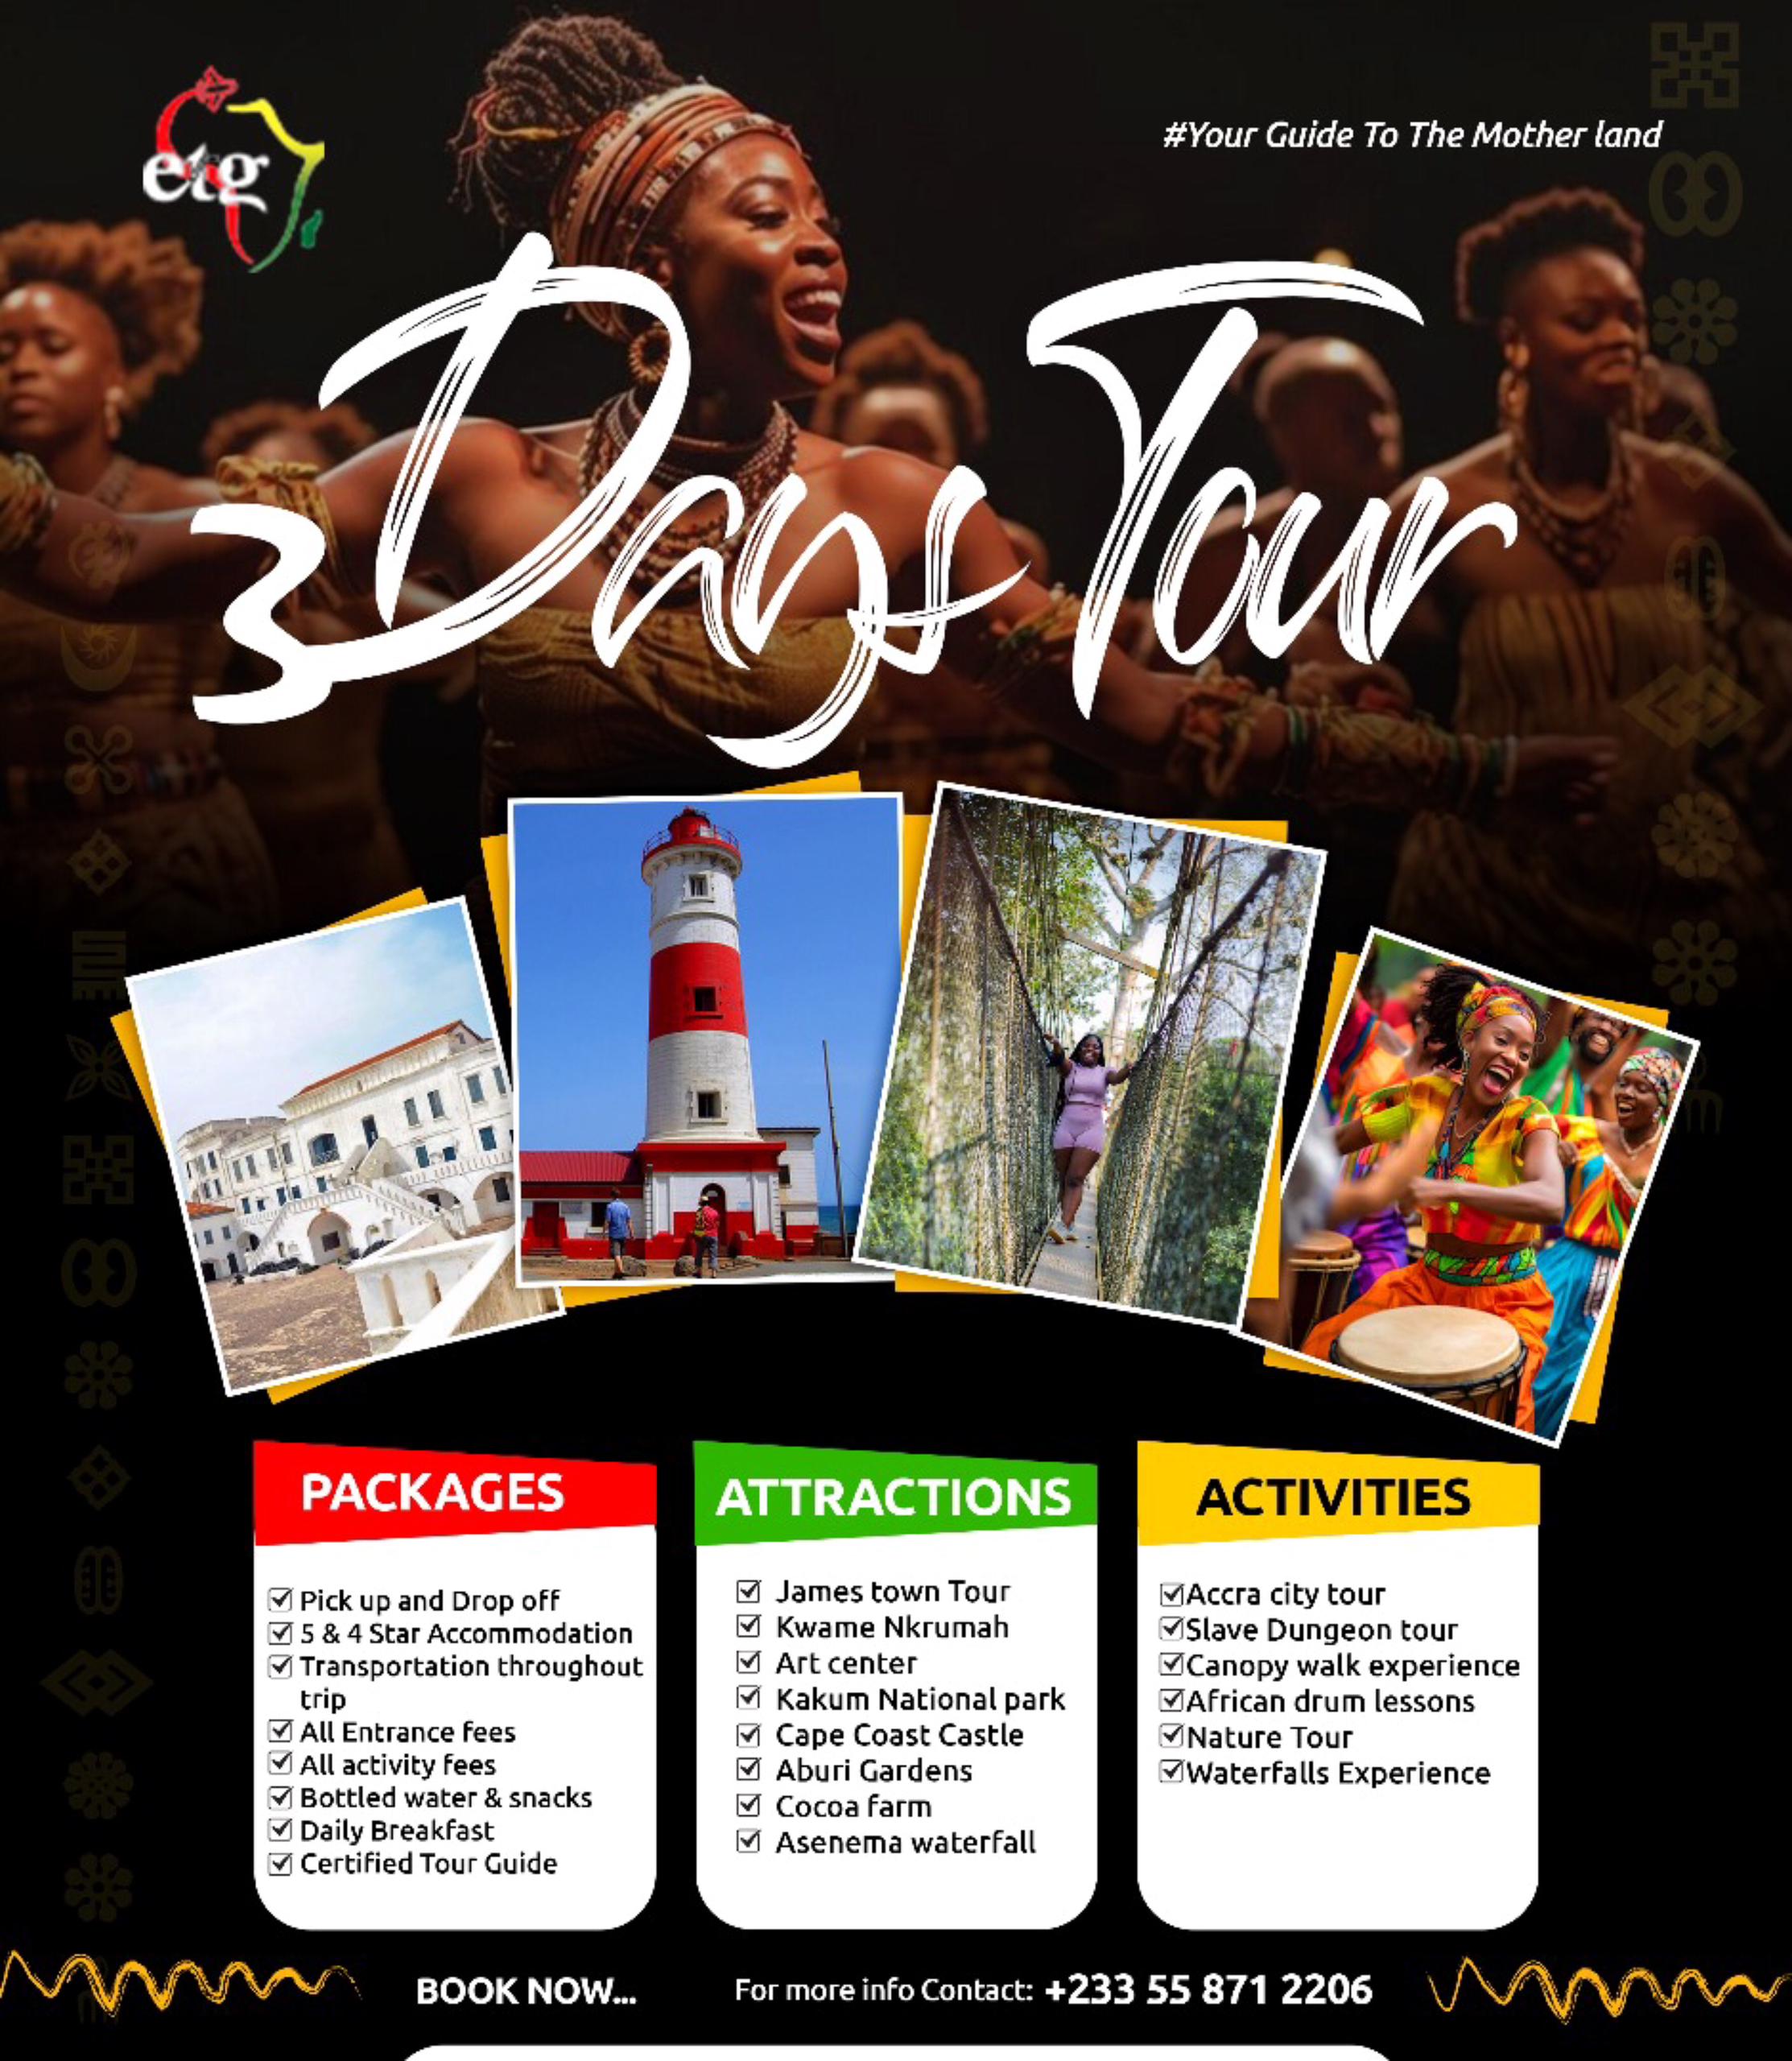 etg
#Your Guide To The Mother land
3 Days Tour
PACKAGES
Pick up and Drop off
5 & 4 Star Accommodation
Transportation throughout
trip
All Entrance fees
All activity fees
Bottled water & snacks
Daily Breakfast
Certified Tour Guide
ATTRACTIONS
James town Tour
Kwame Nkrumah
Art center
Kakum National park
Cape Coast Castle
Aburi Gardens
Cocoa farm
Asenema waterfall
ACTIVITIES
Accra city tour
Slave Dungeon tour
Canopy walk experience
African drum lessons
Nature Tour
Waterfalls Experience
BOOK NOW...
For more info Contact: +233 55 871 2206